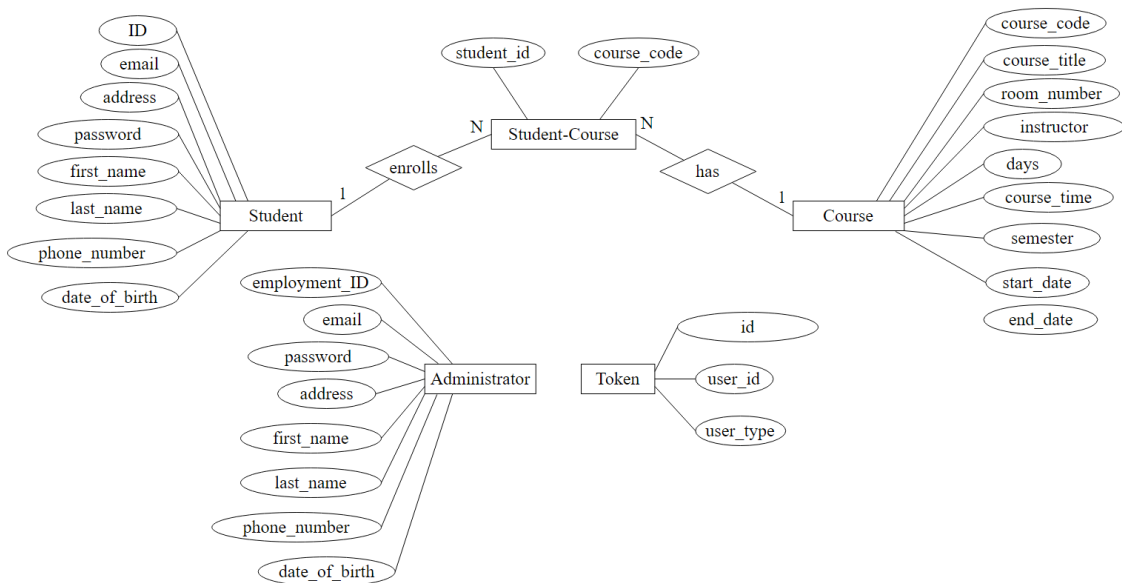 ID
email
address
password
first_name
last_name
phone_number
date_of_birth
Student
1
enrolls
N
student_id
course_code
Student-Course
N
has
1
Course
course_code
course_title
room_number
instructor
days
course_time
semester
start_date
end_date
employment_ID
email
password
address
first_name
last_name
phone_number
date_of_birth
Administrator
Token
id
user_id
user_type